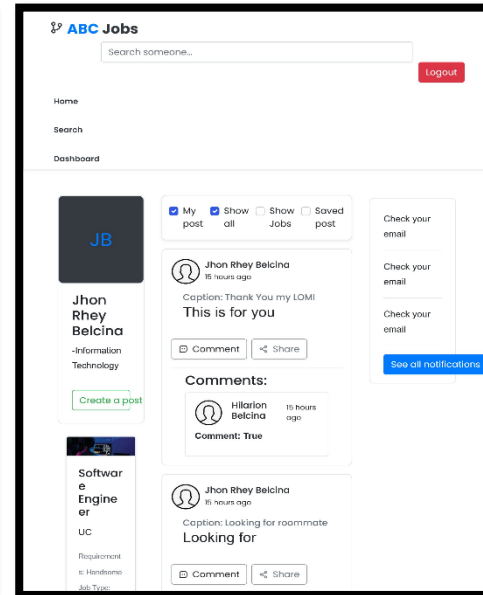 ABC Jobs
Search someone...
Logout
Home
Search
Dashboard
JB
Jhon
Rhey
Belcina
-Information
Technology
Create a post
Softwar
e
Engine
er
UC
Requirement
s: Handsome
Job Type:
My post
Show all
Show Jobs
Saved post
Jhon Rhey Belcina
15 hours ago
Caption: Thank You my LOMI
This is for you
Comment
Share
Comments:
Hilarion
Belcina
15 hours
ago
Comment: True
Jhon Rhey Belcina
15 hours ago
Caption: Looking for roommate
Looking for
Comment
Share
Check your
email
Check your
email
Check your
email
See all notifications